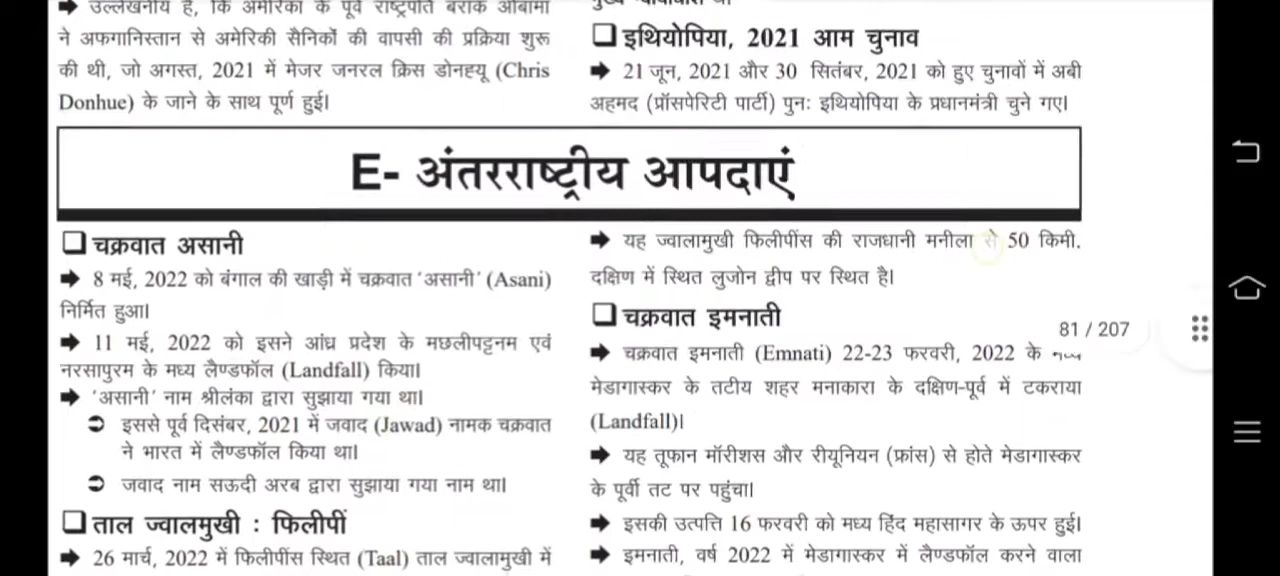 ➡ उल्लेखनीय है, कि अमेरिका के पूर्व राष्ट्रपति बराक ओबामा
ने अफगानिस्तान से अमेरिकी सैनिकों की वापसी की प्रक्रिया शुरू
की थी, जो अगस्त, 2021 में मेजर जनरल क्रिस डोनह्यू (Chris
Donhue) के जाने के साथ पूर्ण हुई।
❑ इथियोपिया, 2021 आम चुनाव
➡ 21 जून, 2021 और 30 सितंबर, 2021 को हुए चुनावों में अबी
अहमद (प्रॉसपेरिटी पार्टी) पुनः इथियोपिया के प्रधानमंत्री चुने गए।
E- अंतरराष्ट्रीय आपदाएं
❑ चक्रवात असानी
➡ 8 मई, 2022 को बंगाल की खाड़ी में चक्रवात 'असानी' (Asani)
निर्मित हुआ।
➡ 11 मई, 2022 को इसने आंध्र प्रदेश के मछलीपट्टनम एवं
नरसापुरम के मध्य लैण्डफॉल (Landfall) किया।
➡ 'असानी' नाम श्रीलंका द्वारा सुझाया गया था।
➲ इससे पूर्व दिसंबर, 2021 में जवाद (Jawad) नामक चक्रवात
ने भारत में लैण्डफॉल किया था।
➲ जवाद नाम सऊदी अरब द्वारा सुझाया गया नाम था।
❑ ताल ज्वालमुखी : फिलीपीं
➡ 26 मार्च, 2022 में फिलीपींस स्थित (Taal) ताल ज्वालामुखी में
➡ यह ज्वालामुखी फिलीपींस की राजधानी मनीला से 50 किमी.
दक्षिण में स्थित लुजोन द्वीप पर स्थित है।
❑ चक्रवात इमनाती
➡ चक्रवात इमनाती (Emnati) 22-23 फरवरी, 2022 के
मेडागास्कर के तटीय शहर मनाकारा के दक्षिण-पूर्व में टकराया
(Landfall)।
➡ यह तूफान मॉरीशस और रीयूनियन (फ्रांस) से होते मेडागास्कर
के पूर्वी तट पर पहुंचा।
➡ इसकी उत्पत्ति 16 फरवरी को मध्य हिंद महासागर के ऊपर हुई।
➡ इमनाती, वर्ष 2022 में मेडागास्कर में लैण्डफॉल करने वाला
81 / 207